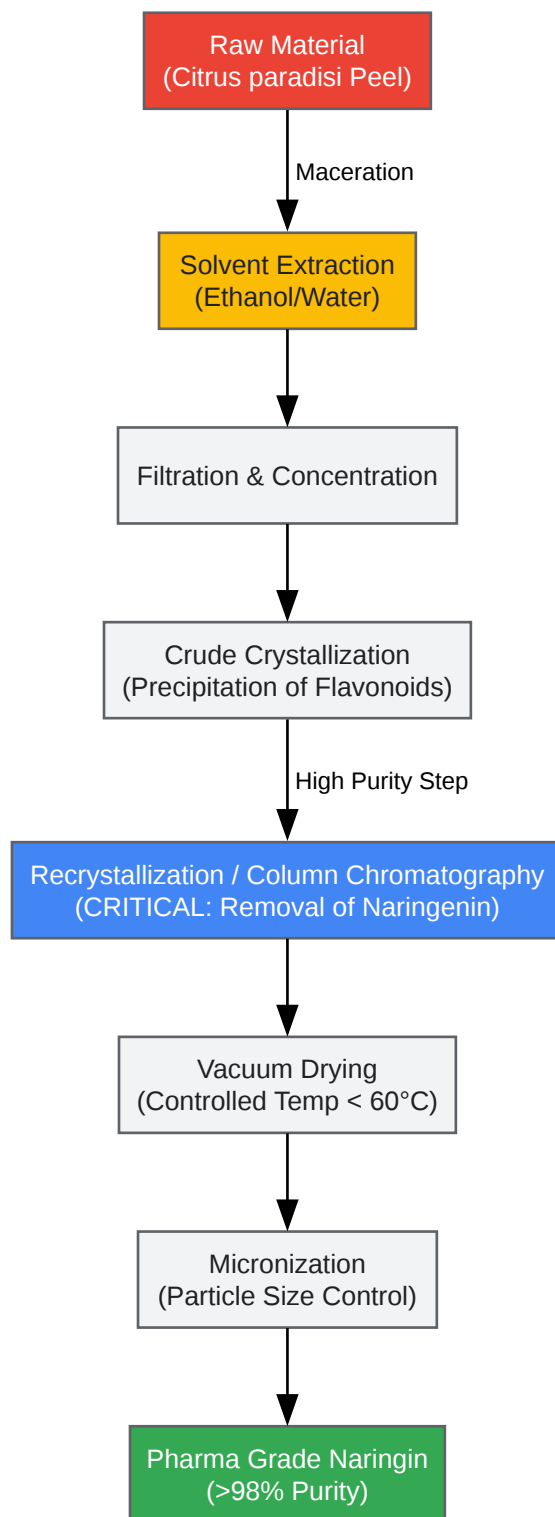 Raw Material
(Citrus paradisi Peel)
Maceration
Solvent Extraction
(Ethanol/Water)
Filtration & Concentration
Crude Crystallization
(Precipitation of Flavonoids)
High Purity Step
Recrystallization / Column Chromatography
(CRITICAL: Removal of Naringenin)
Vacuum Drying
(Controlled Temp < 60°C)
Micronization
(Particle Size Control)
Pharma Grade Naringin
(>98% Purity)